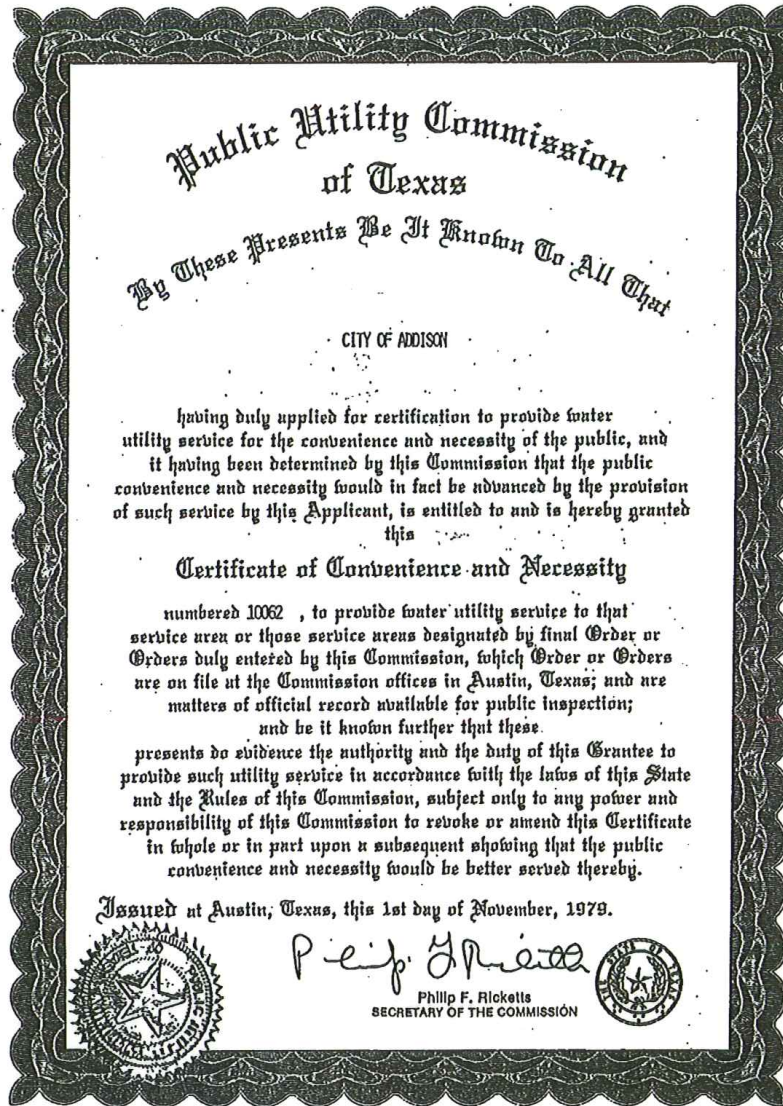 Public Utility Commission
of Texas
By These Presents Be It Known To All That
CITY OF ADDISON
having duly applied for certification to provide water
utility service for the convenience and necessity of the public, and
it having been determined by this Commission that the public
convenience and necessity would in fact be advanced by the provision
of such service by this Applicant, is entitled to and is hereby granted
this
Certificate of Convenience and Necessity
numbered 10062 , to provide water utility service to that
service area or those service areas designated by final Order or
Orders duly entered by this Commission, which Order or Orders
are on file at the Commission offices in Austin, Texas; and are
matters of official record available for public inspection;
and be it known further that these
presents do evidence the authority and the duty of this Grantee to
provide such utility service in accordance with the laws of this State
and the Rules of this Commission, subject only to any power and
responsibility of this Commission to revoke or amend this Certificate
in whole or in part upon a subsequent showing that the public
convenience and necessity would be better served thereby.
Issued at Austin, Texas, this 1st day of November, 1979.
Philip F. Ricketts
Philip F. Ricketts
SECRETARY OF THE COMMISSION
THE STATE OF TEXAS